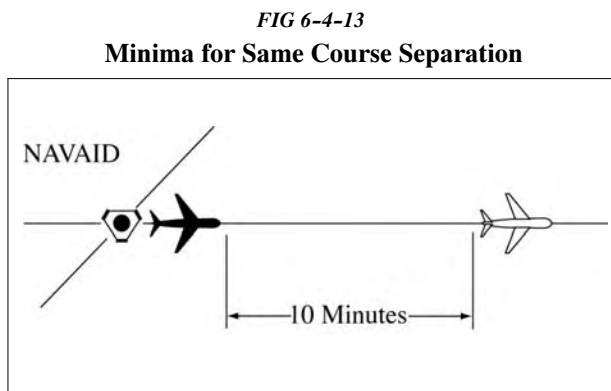 FIG 6-4-13
Minima for Same Course Separation
NAVAID
10 Minutes